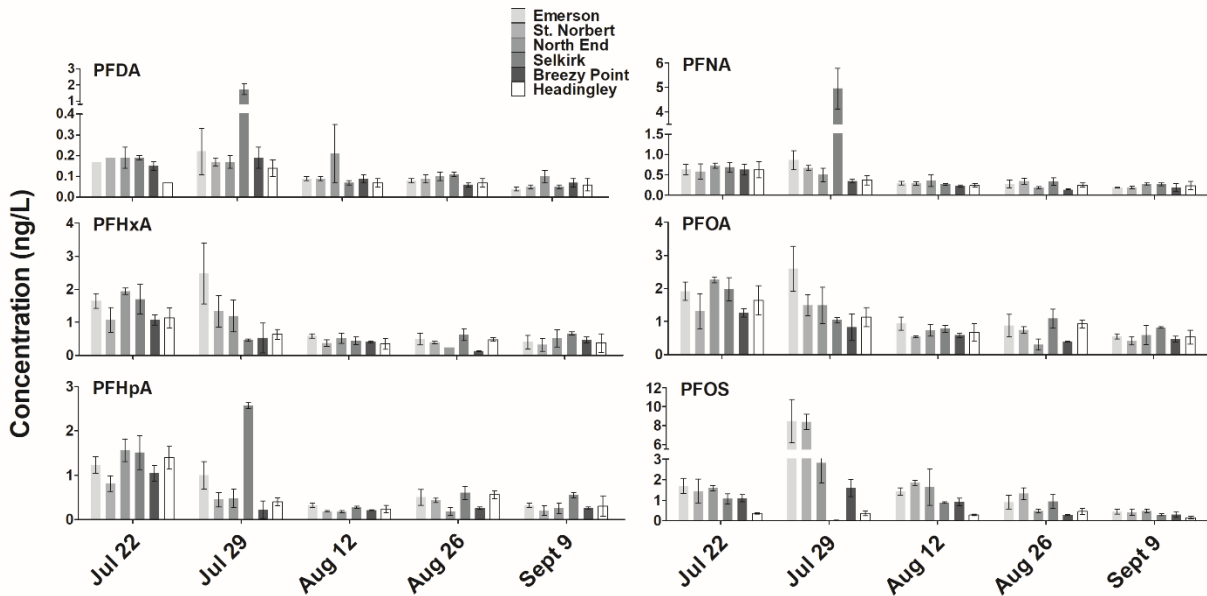 Emerson
St. Norbert
North End
Selkirk
Breezy Point
Headingley
Concentration (ng/L)
PFDA
3
2
1
0.4
0.3
0.2
0.1
0.0
PFNA
6
5
4
1.5
1.0
0.5
0.0
PFHxA
4
3
2
1
0
PFOA
4
3
2
1
0
PFHpA
3
2
1
0
PFOS
12
10
8
6
3
2
1
0
Jul 22
Jul 29
Aug 12
Aug 26
Sept 9
Jul 22
Jul 29
Aug 12
Aug 26
Sept 9